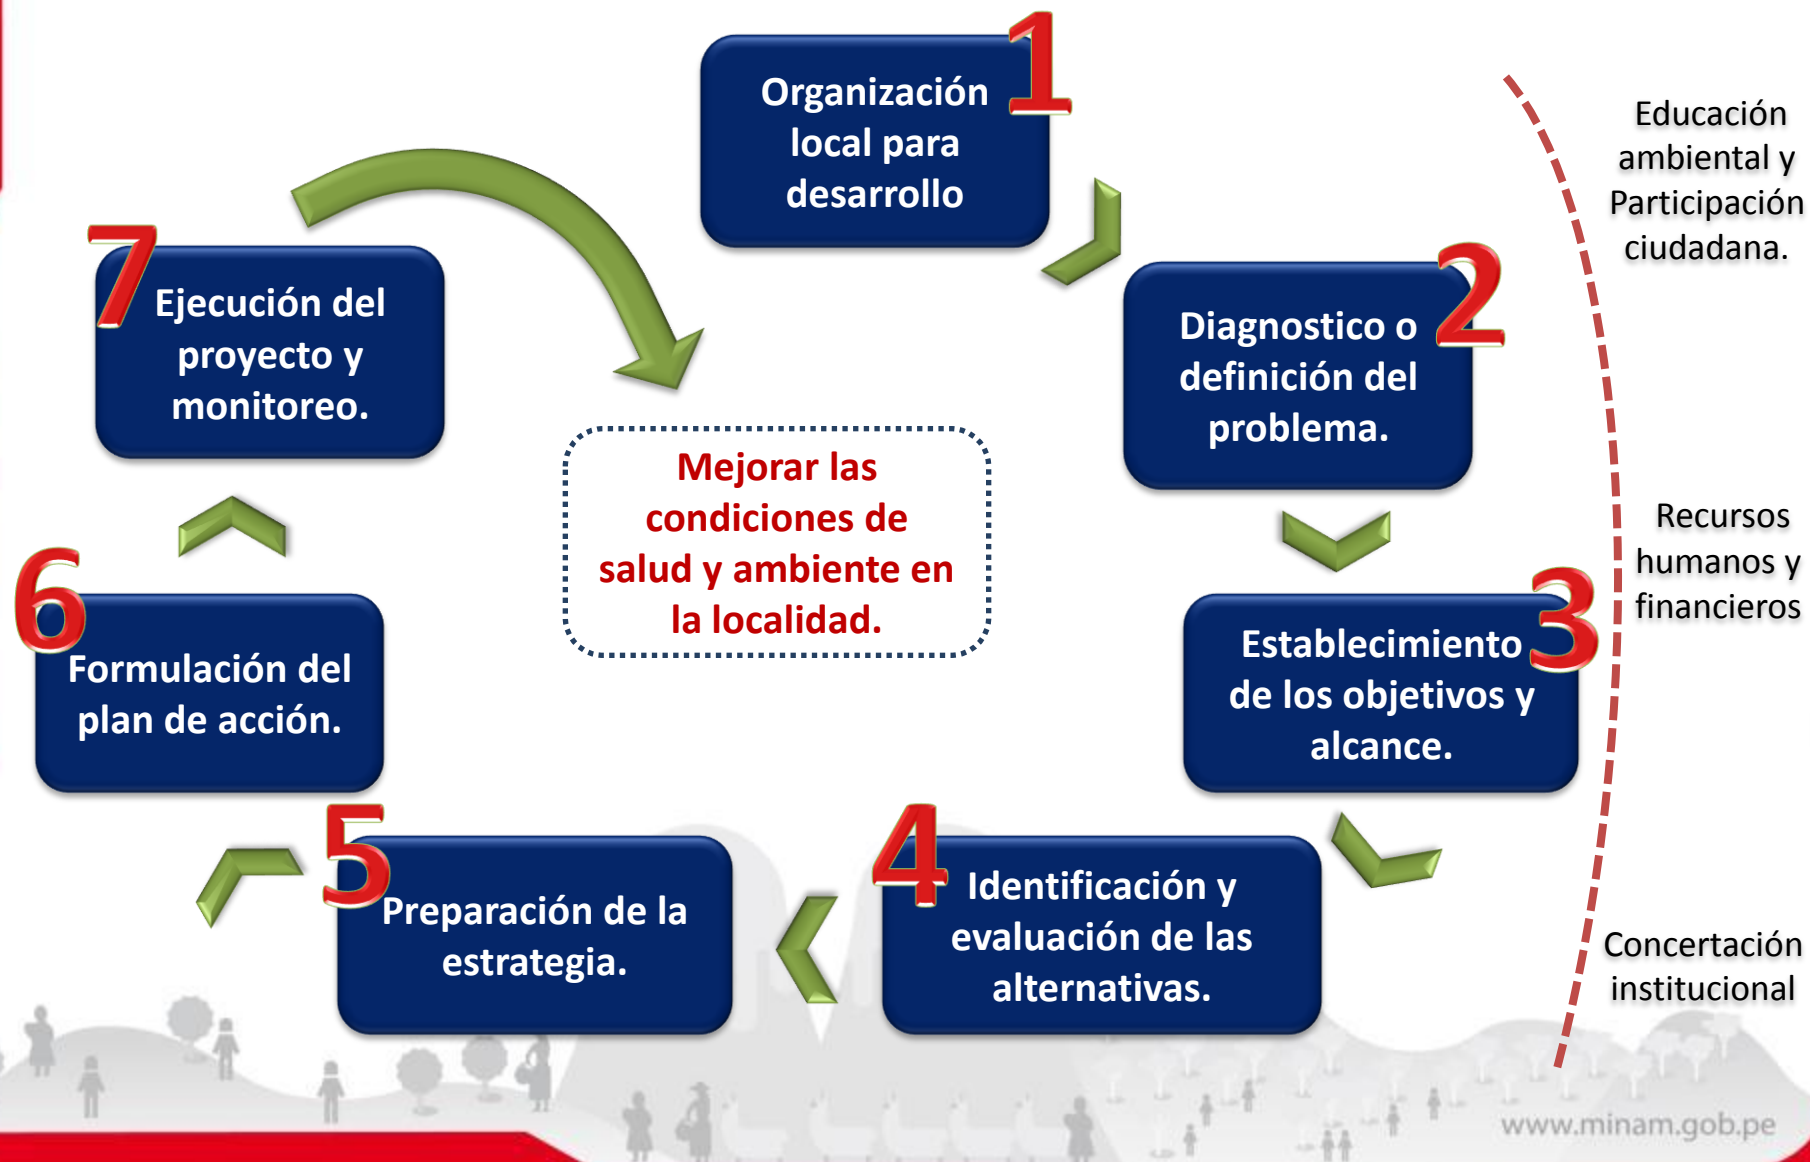 1
Organización
local para
desarrollo
2
Diagnostico o
definición del
problema.
3
Establecimiento
de los objetivos y
alcance.
4
Identificación y
evaluación de las
alternativas.
5
Preparación de la
estrategia.
6
Formulación del
plan de acción.
7
Ejecución del
proyecto y
monitoreo.
Mejorar las
condiciones de
salud y ambiente en
la localidad.
Educación
ambiental y
Participación
ciudadana.
Recursos
humanos y
financieros
Concertación
institucional
www.minam.gob.pe